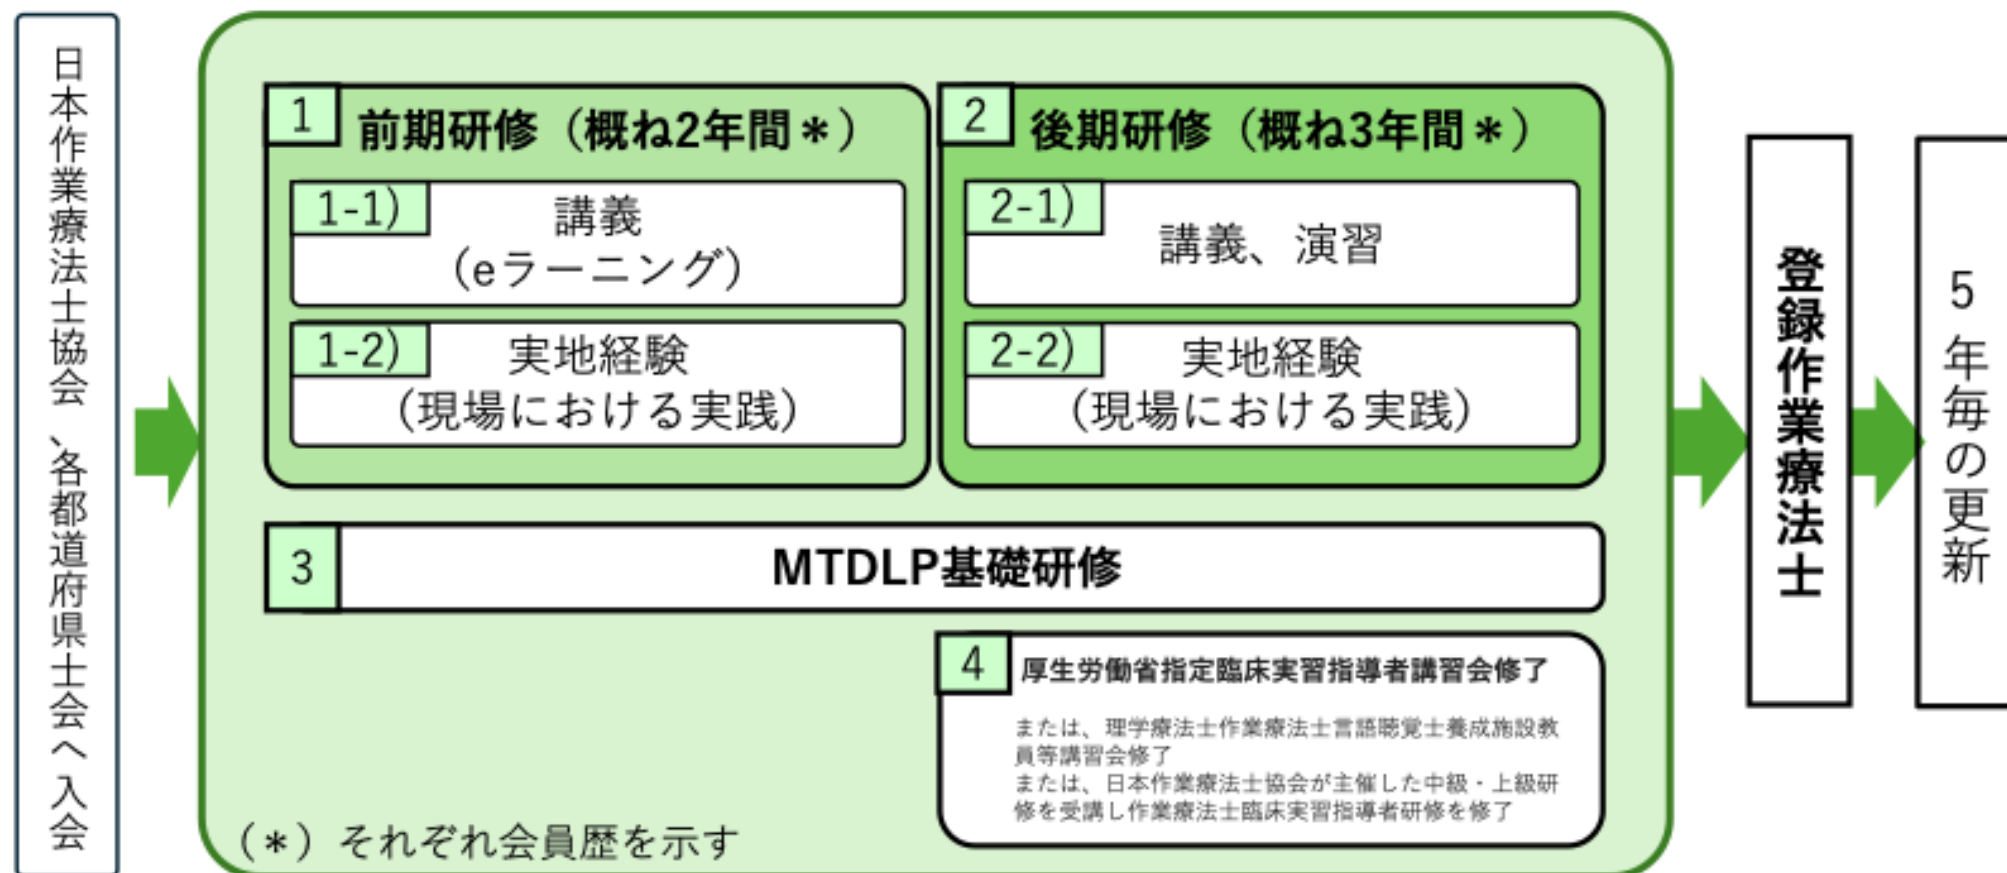 日本作業療法士協会、各都道府県士会へ入会
1
前期研修（概ね2年間＊）
1-1)
講義
（eラーニング）
1-2)
実地経験
（現場における実践）
2
後期研修（概ね3年間＊）
2-1)
講義、演習
2-2)
実地経験
（現場における実践）
3
MTDLP基礎研修
4
厚生労働省指定臨床実習指導者講習会修了
または、理学療法士作業療法士言語聴覚士養成施設教
員等講習会修了
または、日本作業療法士協会が主催した中級・上級研
修を受講し作業療法士臨床実習指導者研修を修了
（＊）それぞれ会員歴を示す
登録作業療法士
5年毎の更新